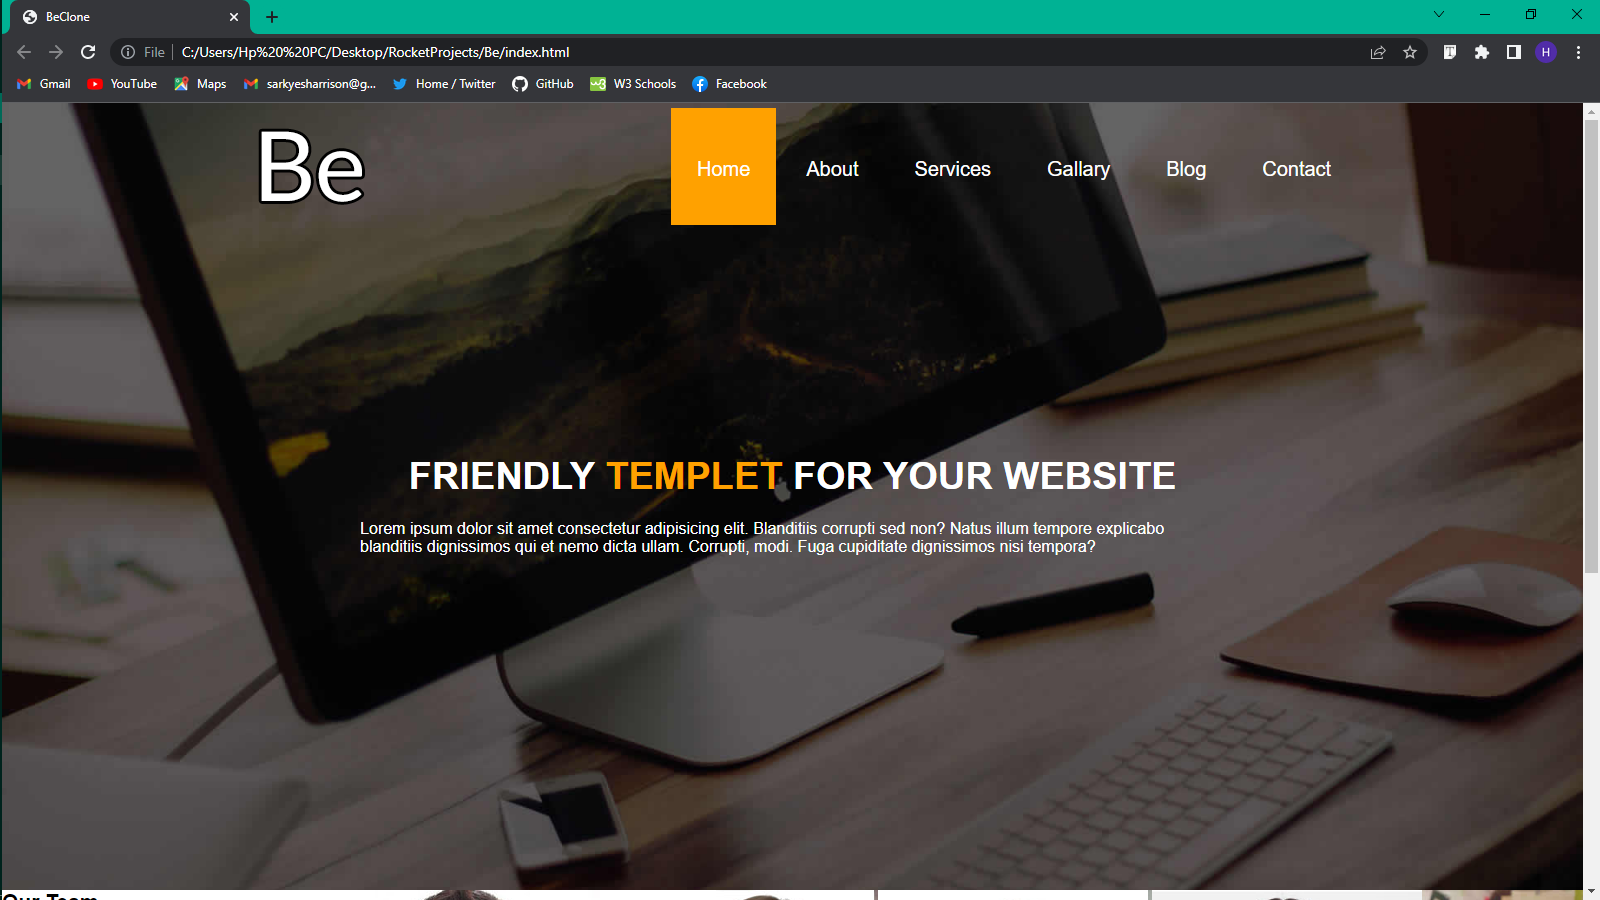 BeClone
File
C:/Users/Hp%20%20PC/Desktop/RocketProjects/Be/index.html
H
Gmail YouTube Maps sarkyesharrison@g... Home / Twitter GitHub W3 Schools Facebook
Be
Home About Services Gallary Blog Contact
FRIENDLY TEMPLET FOR YOUR WEBSITE
Lorem ipsum dolor sit amet consectetur adipisicing elit. Blanditiis corrupti sed non? Natus illum tempore explicabo
blanditiis dignissimos qui et nemo dicta ullam. Corrupti, modi. Fuga cupiditate dignissimos nisi tempora?
Our Team